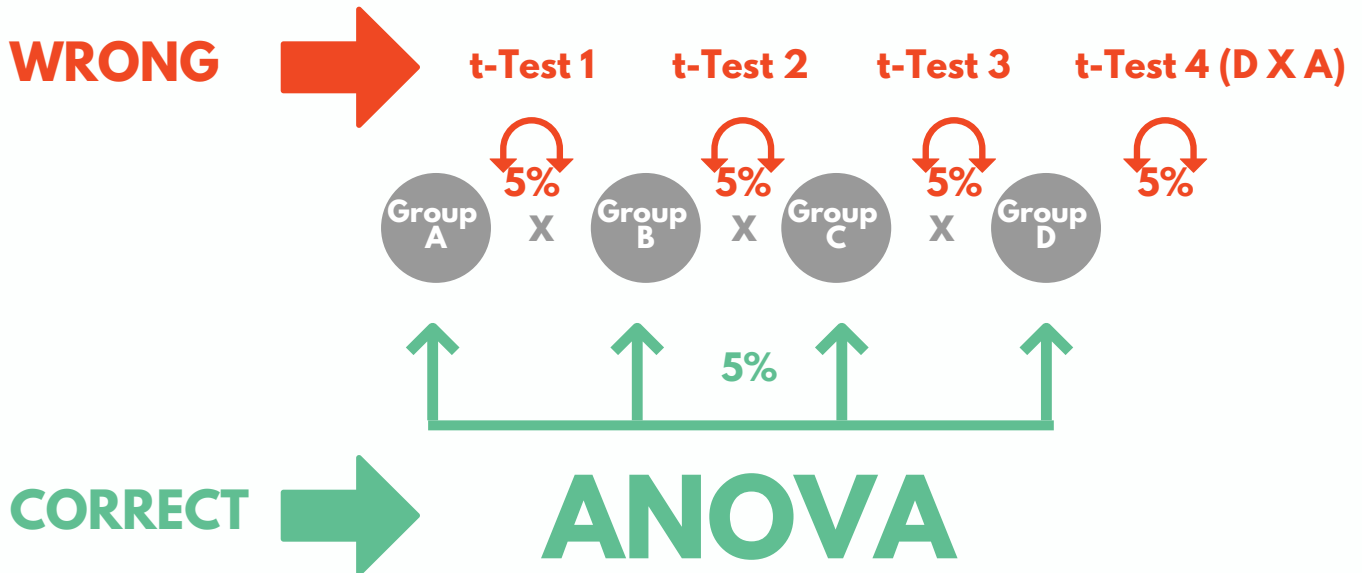 WRONG
t-Test 1
t-Test 2
t-Test 3
t-Test 4 (D X A)
5%
5%
5%
5%
Group
A
X
Group
B
X
Group
C
X
Group
D
5%
CORRECT
ANOVA